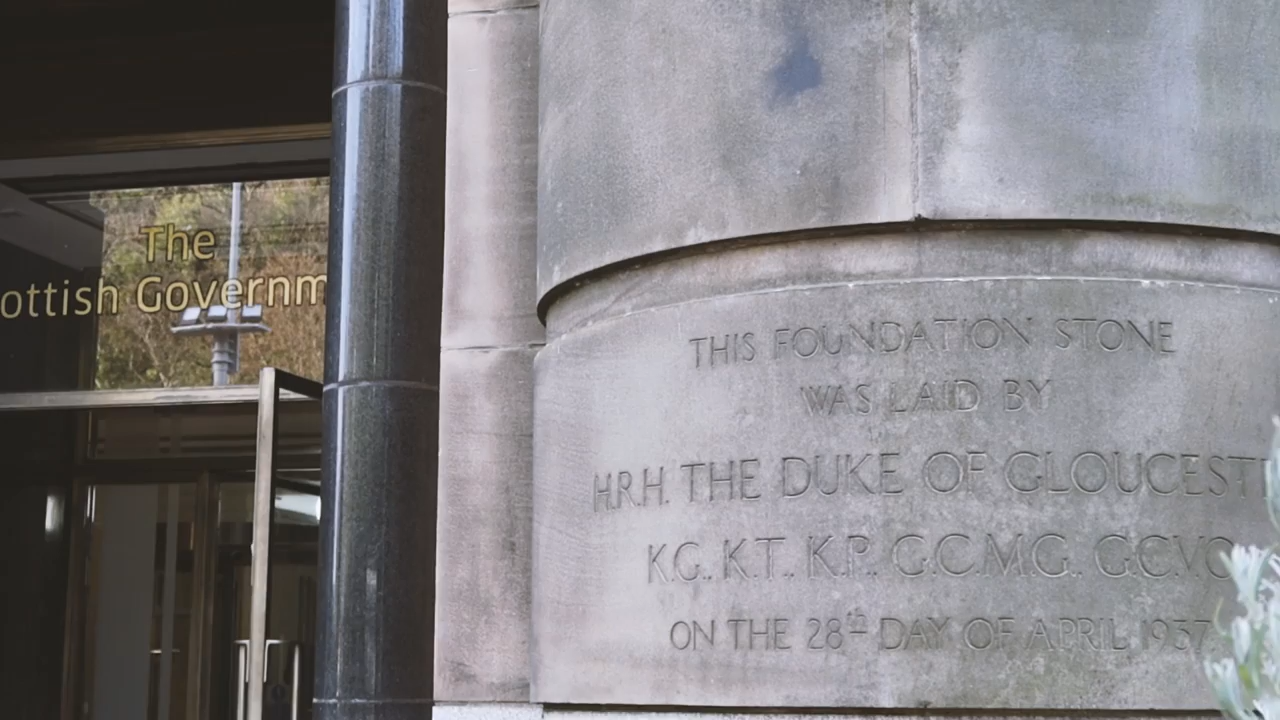 The
ottish Governm
THIS FOUNDATION STONE
WAS LAID BY
H.R.H. THE DUKE OF GLOUCEST
K.G., K.T., K.P., G.C.M.G., G.C.V.O
ON THE 28TH DAY OF APRIL 1937.